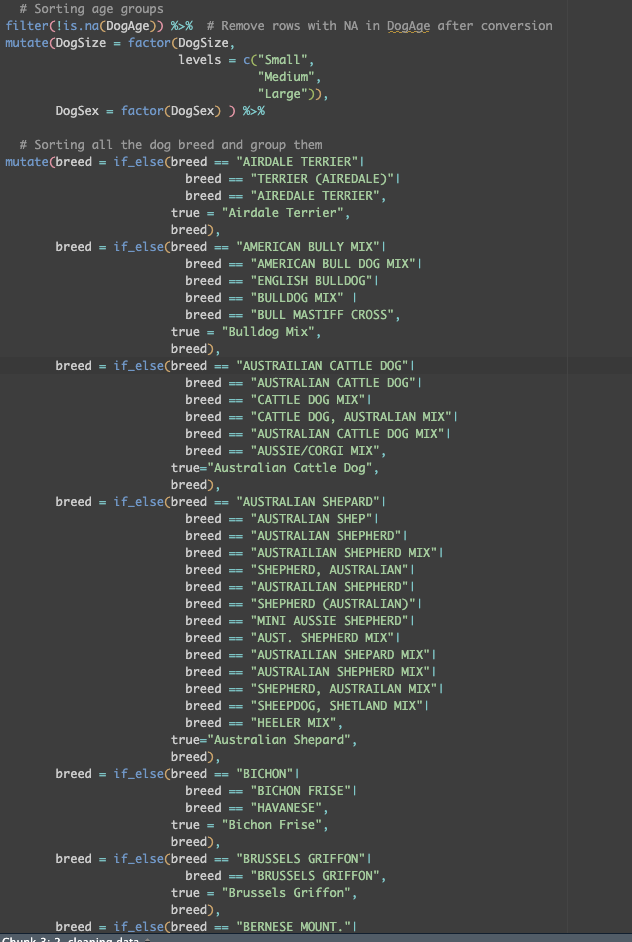 # Sorting age groups
filter(!is.na(DogAge)) %>%  # Remove rows with NA in DogAge after conversion
mutate(DogSize = factor(DogSize,
levels = c("Small",
"Medium",
"Large")),
DogSex = factor(DogSex) ) %>%
# Sorting all the dog breed and group them
mutate(breed = if_else(breed == "AIRDALE TERRIER"|
breed == "TERRIER (AIREDALE)"|
breed == "AIREDALE TERRIER",
true = "Airdale Terrier",
breed),
breed = if_else(breed == "AMERICAN BULLY MIX"|
breed == "AMERICAN BULL DOG MIX"|
breed == "ENGLISH BULLDOG"|
breed == "BULLDOG MIX" |
breed == "BULL MASTIFF CROSS",
true = "Bulldog Mix",
breed),
breed = if_else(breed == "AUSTRAILIAN CATTLE DOG"|
breed == "AUSTRALIAN CATTLE DOG"|
breed == "CATTLE DOG MIX"|
breed == "CATTLE DOG, AUSTRALIAN MIX"|
breed == "AUSTRALIAN CATTLE DOG MIX"|
breed == "AUSSIE/CORGI MIX",
true="Australian Cattle Dog",
breed),
breed = if_else(breed == "AUSTRALIAN SHEPARD"|
breed == "AUSTRALIAN SHEP"|
breed == "AUSTRALIAN SHEPHERD"|
breed == "AUSTRAILIAN SHEPHERD MIX"|
breed == "SHEPHERD, AUSTRALIAN"|
breed == "AUSTRAILIAN SHEPHERD"|
breed == "SHEPHERD (AUSTRALIAN)"|
breed == "MINI AUSSIE SHEPHERD"|
breed == "AUST. SHEPHERD MIX"|
breed == "AUSTRAILIAN SHEPARD MIX"|
breed == "AUSTRALIAN SHEPHERD MIX"|
breed == "SHEPHERD, AUSTRAILAN MIX"|
breed == "SHEEPDOG, SHETLAND MIX"|
breed == "HEELER MIX",
true="Australian Shepard",
breed),
breed = if_else(breed == "BICHON"|
breed == "BICHON FRISE"|
breed == "HAVANESE",
true = "Bichon Frise",
breed),
breed = if_else(breed == "BRUSSELS GRIFFON"|
breed == "BRUSSELS GRIFFON",
true = "Brussels Griffon",
breed),
breed = if_else(breed == "BERNESE MOUNT."|
Chunk 3: 2. cleaning data